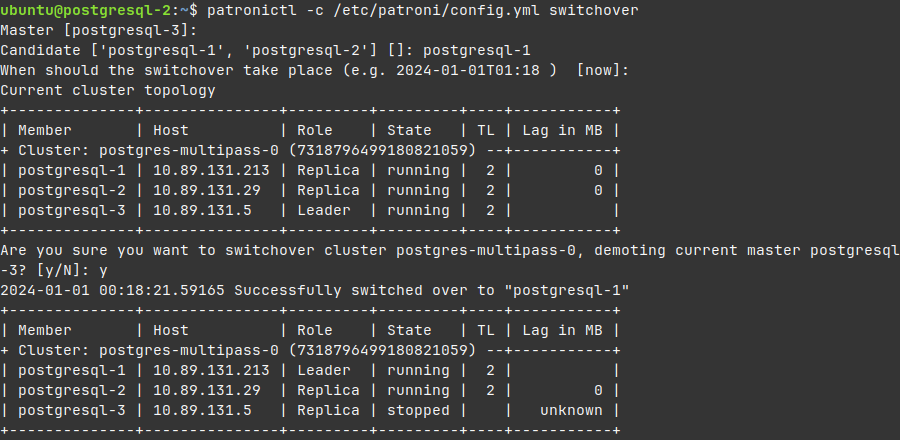 ubuntu@postgresql-2:~$ patronictl -c /etc/patroni/config.yml switchover
Master [postgresql-3]:
Candidate ['postgresql-1', 'postgresql-2'] []: postgresql-1
When should the switchover take place (e.g. 2024-01-01T01:18 )  [now]:
Current cluster topology
+--------------+---------------+---------+---------+----+-----------+
| Member       | Host          | Role    | State   | TL | Lag in MB |
+ Cluster: postgres-multipass-0 (7318796499180821059) --+-----------+
| postgresql-1 | 10.89.131.213 | Replica | running |  2 |         0 |
| postgresql-2 | 10.89.131.29  | Replica | running |  2 |         0 |
| postgresql-3 | 10.89.131.5   | Leader  | running |  2 |           |
+--------------+---------------+---------+---------+----+-----------+
Are you sure you want to switchover cluster postgres-multipass-0, demoting current master postgresql
-3? [y/N]: y
2024-01-01 00:18:21.59165 Successfully switched over to "postgresql-1"
+--------------+---------------+---------+---------+----+-----------+
| Member       | Host          | Role    | State   | TL | Lag in MB |
+ Cluster: postgres-multipass-0 (7318796499180821059) --+-----------+
| postgresql-1 | 10.89.131.213 | Leader  | running |  2 |           |
| postgresql-2 | 10.89.131.29  | Replica | running |  2 |         0 |
| postgresql-3 | 10.89.131.5   | Replica | stopped |    |   unknown |
+--------------+---------------+---------+---------+----+-----------+